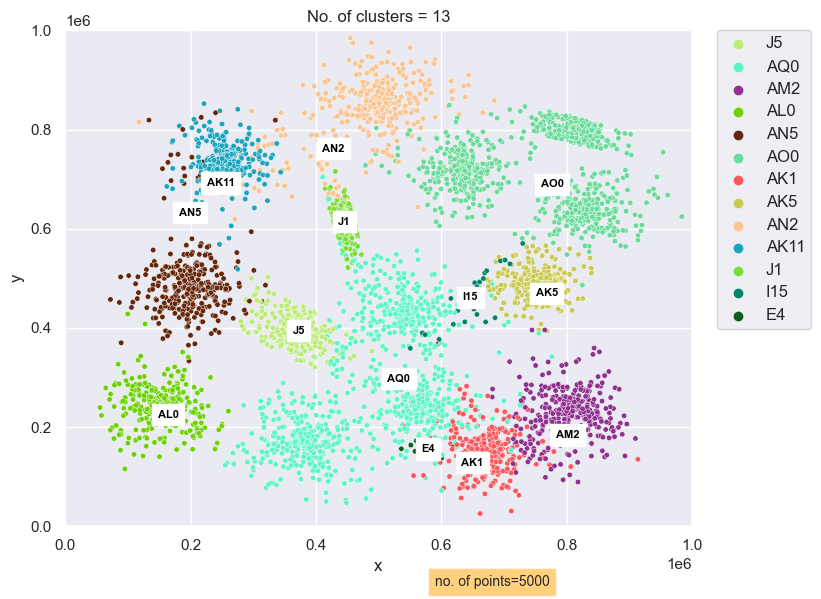 No. of clusters = 13
1e6
1.0
0.8
0.6
0.4
0.2
0.0
y
AN2
AK11
AO0
AN5
J1
I15
AK5
J5
AQ0
AL0
AM2
E4
AK1
0.0 0.2 0.4 0.6 0.8 1.0
x
1e6
no. of points=5000
J5
AQ0
AM2
AL0
AN5
AO0
AK1
AK5
AN2
AK11
J1
I15
E4